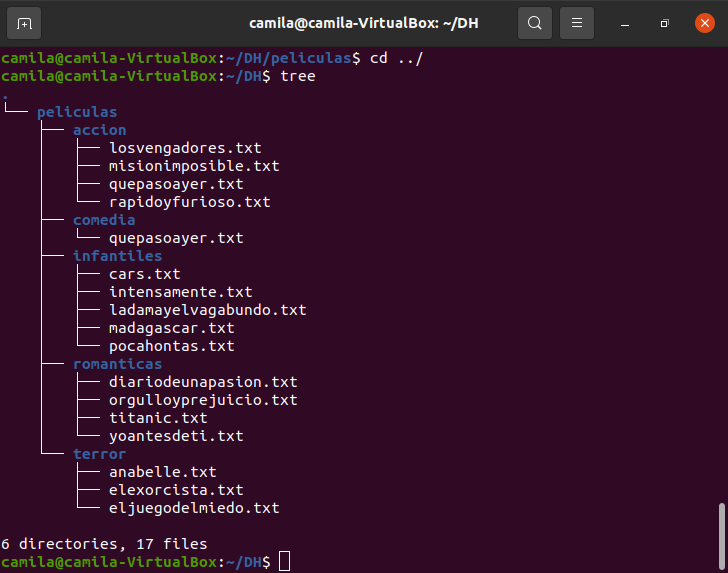 camila@camila-VirtualBox: ~/DH
camila@camila-VirtualBox:~/DH/peliculas$ cd ../
camila@camila-VirtualBox:~/DH$ tree
.
└── peliculas
    ├── accion
    │   ├── losvengadores.txt
    │   ├── misionimposible.txt
    │   ├── quepasoayer.txt
    │   └── rapidoyfurioso.txt
    ├── comedia
    │   └── quepasoayer.txt
    ├── infantiles
    │   ├── cars.txt
    │   ├── intensamente.txt
    │   ├── ladamayelvagabundo.txt
    │   ├── madagascar.txt
    │   └── pocahontas.txt
    ├── romanticas
    │   ├── diariodeunapasion.txt
    │   ├── orgulloyprejuicio.txt
    │   ├── titanic.txt
    │   └── yoantesdeti.txt
    └── terror
        ├── anabelle.txt
        ├── elexorcista.txt
        └── eljuegodelmiedo.txt
6 directories, 17 files
camila@camila-VirtualBox:~/DH$